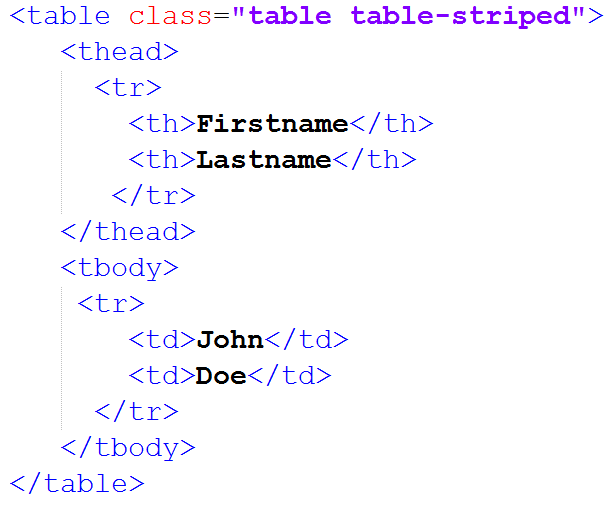 <table class="table table-striped">
   <thead>
     <tr>
       <th>Firstname</th>
       <th>Lastname</th>
      </tr>
   </thead>
   <tbody>
    <tr>
       <td>John</td>
       <td>Doe</td>
     </tr>
   </tbody>
</table>